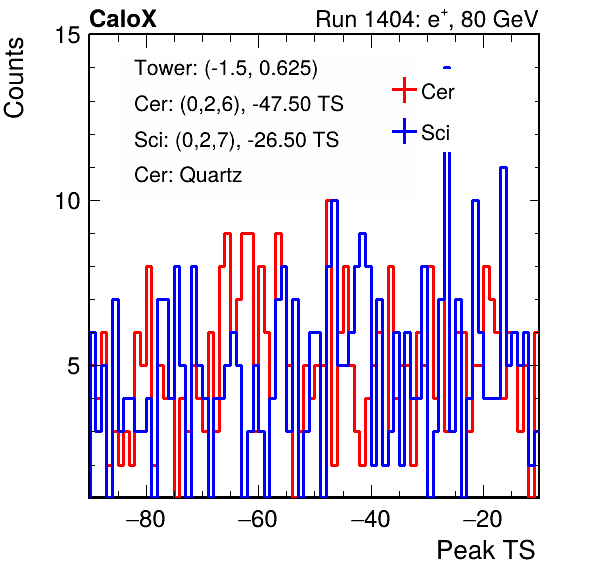 CaloX Run 1404: e⁺, 80 GeV
Counts
15
10
5
Tower: (-1.5, 0.625)
Cer: (0,2,6), -47.50 TS
Sci: (0,2,7), -26.50 TS
Cer: Quartz
Cer
Sci
−80 −60 −40 −20
Peak TS